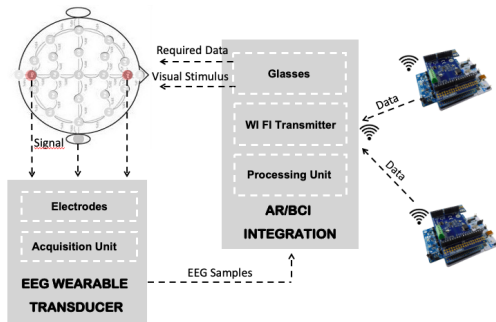 Required Data
Visual Stimulus
Glasses
WI FI Transmitter
Processing Unit
AR/BCI
INTEGRATION
Data
Data
Signal
Electrodes
Acquisition Unit
EEG WEARABLE
TRANSDUCER
EEG Samples